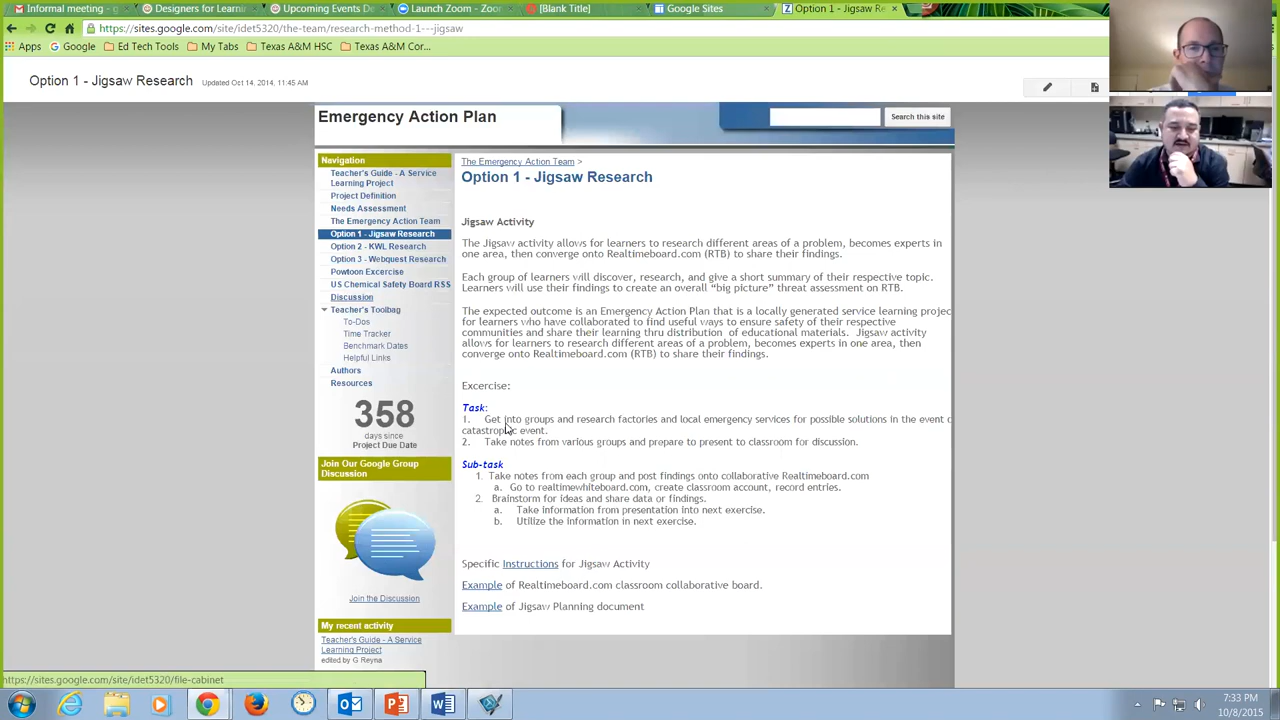 Informal meeting - g
Designers for Learnin
Upcoming Events De
Launch Zoom - Zoom
[Blank Title]
Google Sites
Option 1 - Jigsaw Re
https://sites.google.com/site/idet5320/the-team/research-method-1---jigsaw
Apps
Google
Ed Tech Tools
My Tabs
Texas A&M HSC
Texas A&M COM
Option 1 - Jigsaw Research
Updated Oct 14, 2014, 11:45 AM
Emergency Action Plan
Search this site
Navigation
Teacher's Guide - A Service
Learning Project
Project Definition
Needs Assessment
The Emergency Action Team
Option 1 - Jigsaw Research
Option 2 - KWL Research
Option 3 - Webquest Research
Powtoon Excercise
US Chemical Safety Board RSS
Discussion
Teacher's Toolbag
To-Dos
Time Tracker
Benchmark Dates
Helpful Links
Authors
Resources
358
days since
Project Due Date
Join Our Google Group
Discussion
Join the Discussion
My recent activity
Teacher's Guide - A Service
Learning Project
edited by G Reyna
The Emergency Action Team >
Option 1 - Jigsaw Research
Jigsaw Activity
The Jigsaw activity allows for learners to research different areas of a problem, becomes experts in
one area, then converge onto Realtimeboard.com (RTB) to share their findings.
Each group of learners will discover, research, and give a short summary of their respective topic.
Learners will use their findings to create an overall “big picture” threat assessment on RTB.
The expected outcome is an Emergency Action Plan that is a locally generated service learning projec
for learners who have collaborated to find useful ways to ensure safety of their respective
communities and share their learning thru distribution of educational materials. Jigsaw activity
allows for learners to research different areas of a problem, becomes experts in one area, then
converge onto Realtimeboard.com (RTB) to share their findings.
Excercise:
Task:
1. Get into groups and research factories and local emergency services for possible solutions in the event o
catastrophic event.
2. Take notes from various groups and prepare to present to classroom for discussion.
Sub-task
1. Take notes from each group and post findings onto collaborative Realtimeboard.com
a. Go to realtimewhiteboard.com, create classroom account, record entries.
2. Brainstorm for ideas and share data or findings.
a. Take information from presentation into next exercise.
b. Utilize the information in next exercise.
Specific Instructions for Jigsaw Activity
Example of Realtimeboard.com classroom collaborative board.
Example of Jigsaw Planning document
https://sites.google.com/site/idet5320/file-cabinet
7:33 PM
10/8/2015